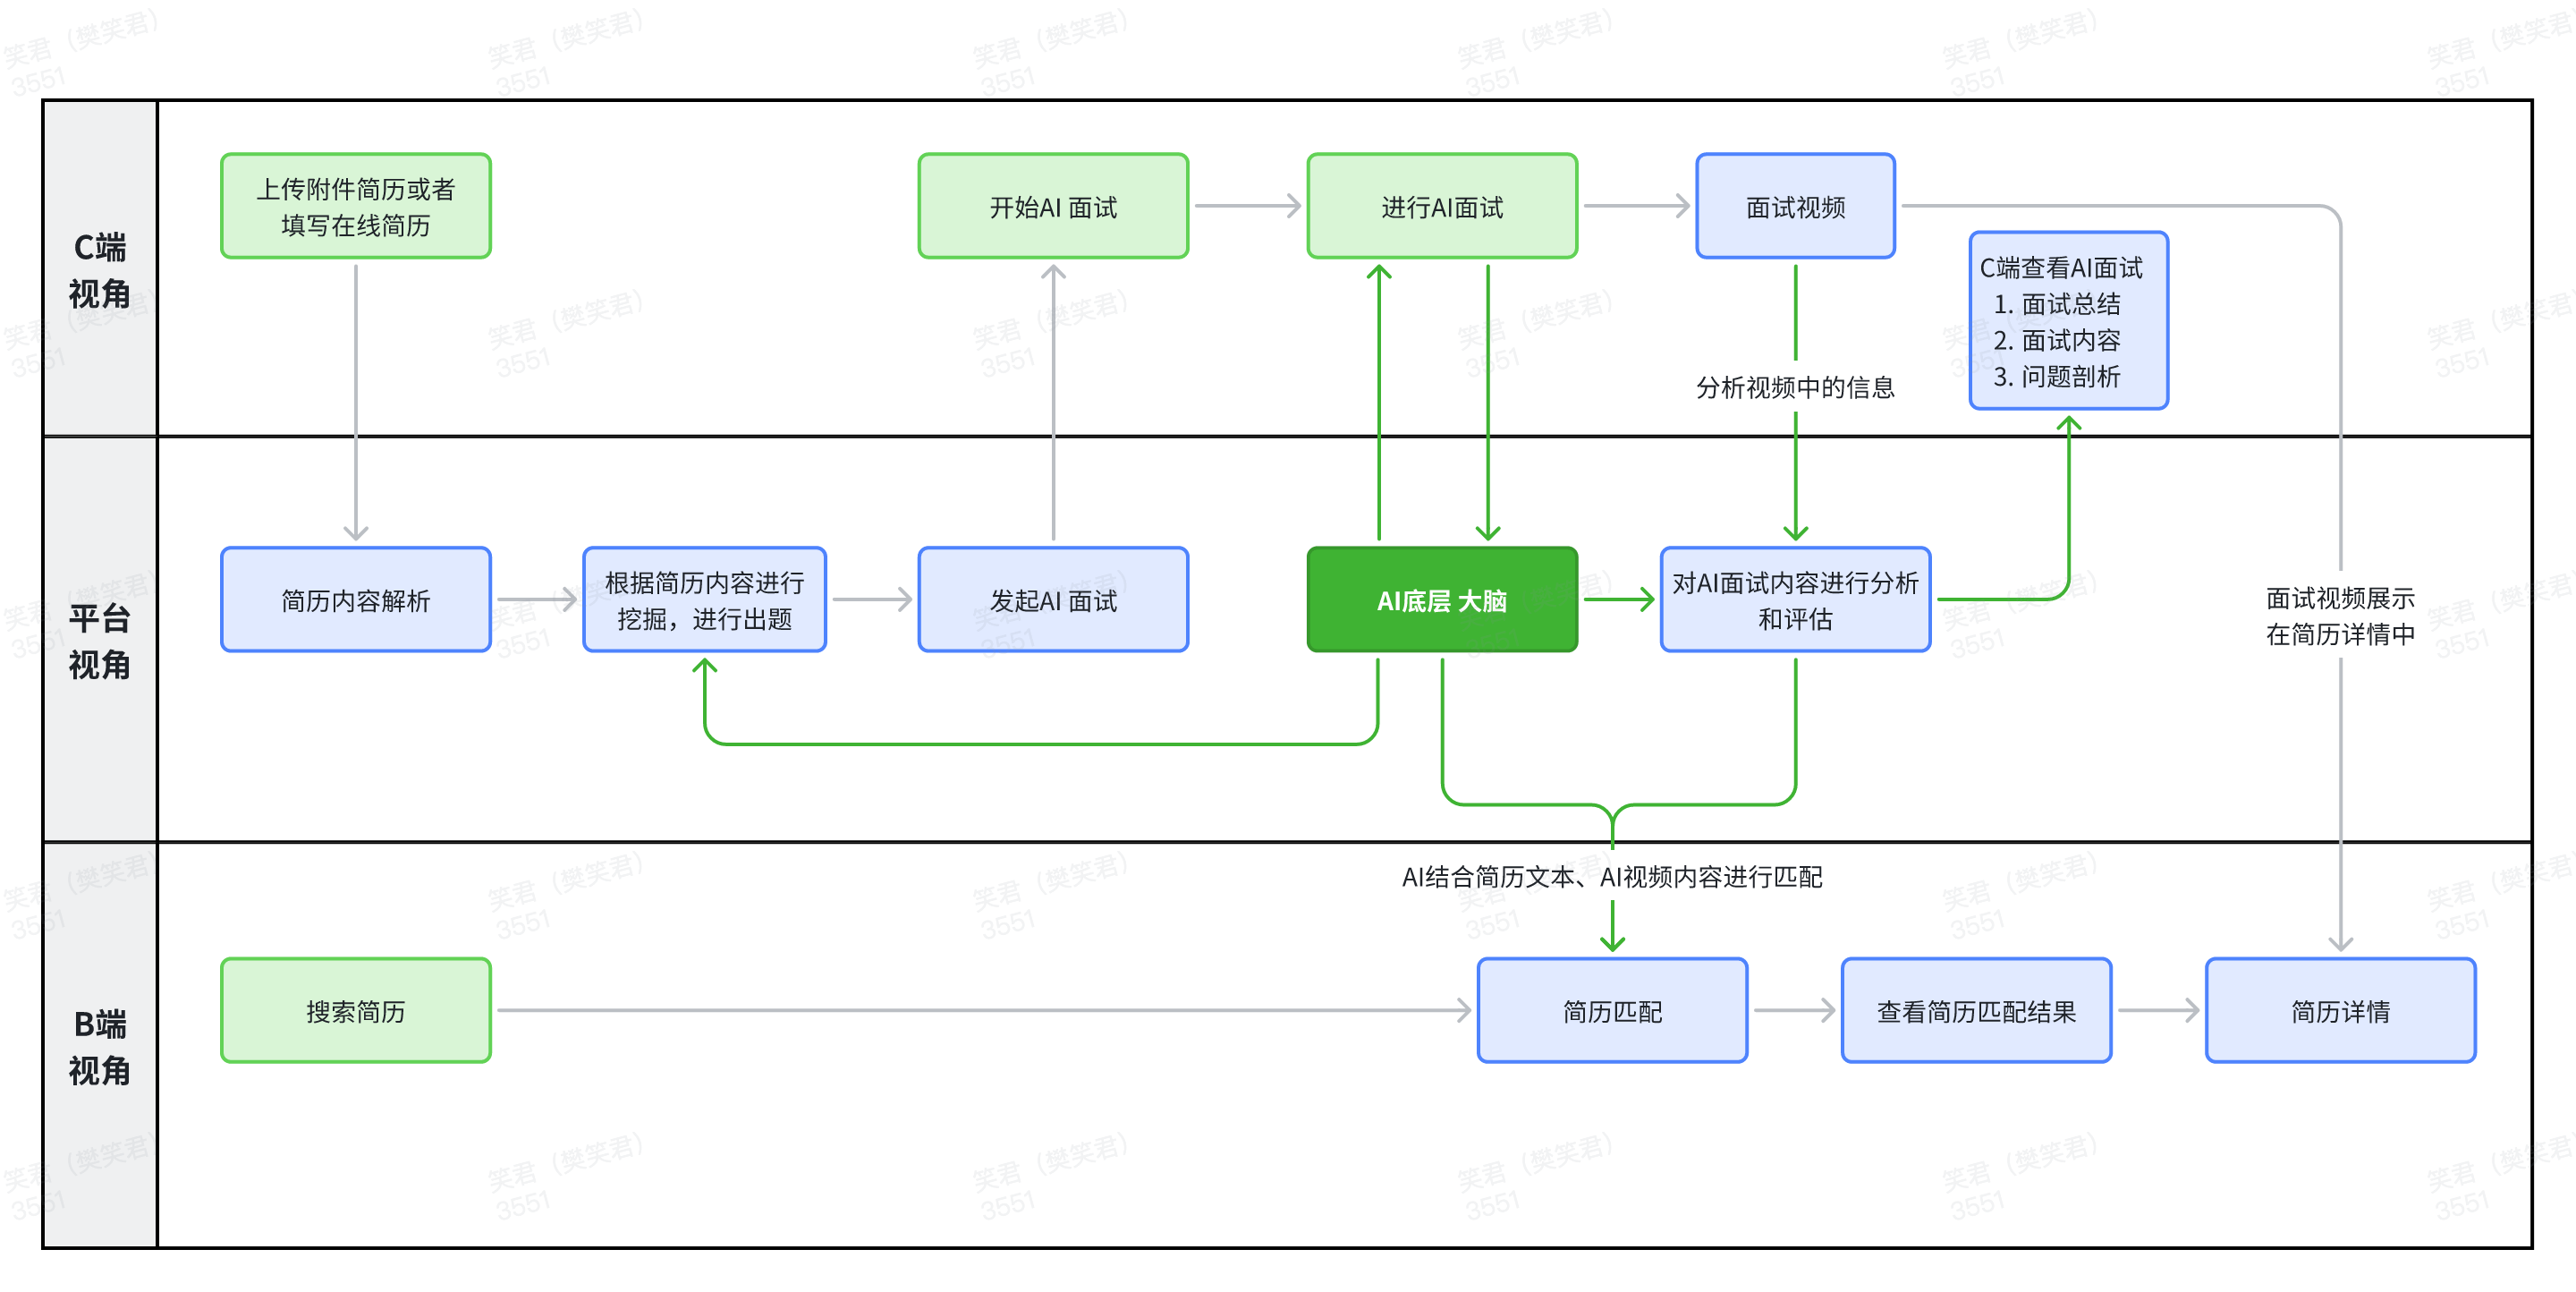 C端
视角
上传附件简历或者
填写在线简历
开始AI 面试
进行AI面试
面试视频
C端查看AI面试
1. 面试总结
2. 面试内容
3. 问题剖析
分析视频中的信息
平台
视角
简历内容解析
根据简历内容进行
挖掘，进行出题
发起AI 面试
AI底层 大脑
对AI面试内容进行分析
和评估
面试视频展示
在简历详情中
B端
视角
AI结合简历文本、AI视频内容进行匹配
搜索简历
简历匹配
查看简历匹配结果
简历详情
笑君（樊笑君）
3551